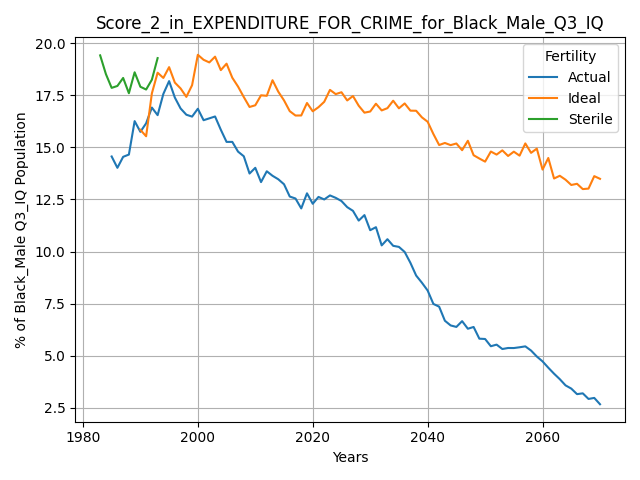 Score_2_in_EXPENDITURE_FOR_CRIME_for_Black_Male_Q3_IQ
Fertility
Actual
Ideal
Sterile
% of Black_Male Q3_IQ Population
20.0
17.5
15.0
12.5
10.0
7.5
5.0
2.5
1980 2000 2020 2040 2060
Years